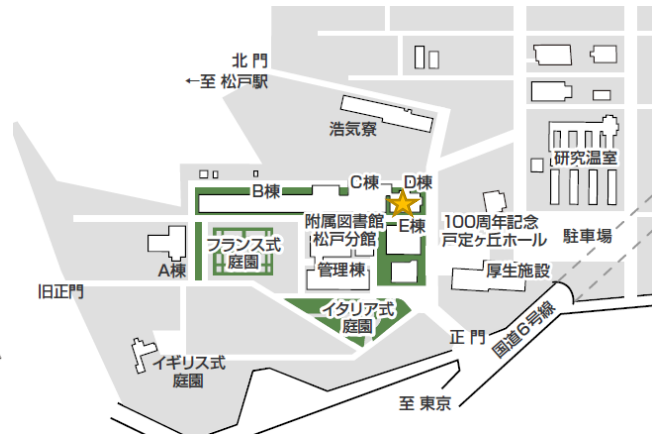 北門
←至 松戸駅
浩気寮
研究温室
B棟
C棟
D棟
E棟
附属図書館
松戸分館
100周年記念
戸定ヶ丘ホール
駐車場
フランス式
庭園
A棟
管理棟
厚生施設
旧正門
イタリア式
庭園
正門
国道6号線
イギリス式
庭園
至 東京